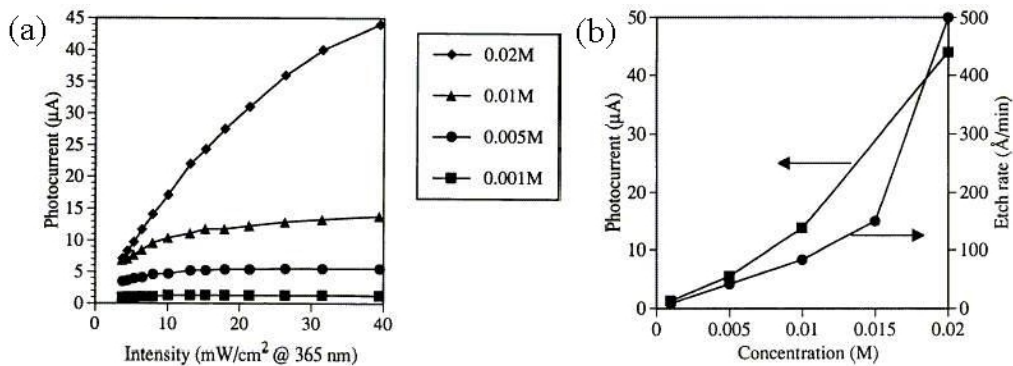 (a)
45
40
35
30
25
20
15
10
5
0
Photocurrent (µA)
0
10
20
30
40
Intensity (mW/cm² @ 365 nm)
0.02M
0.01M
0.005M
0.001M
(b)
50
40
30
20
10
0
Photocurrent (µA)
500
400
300
200
100
0
Etch rate (Å/min)
0
0.005
0.01
0.015
0.02
Concentration (M)